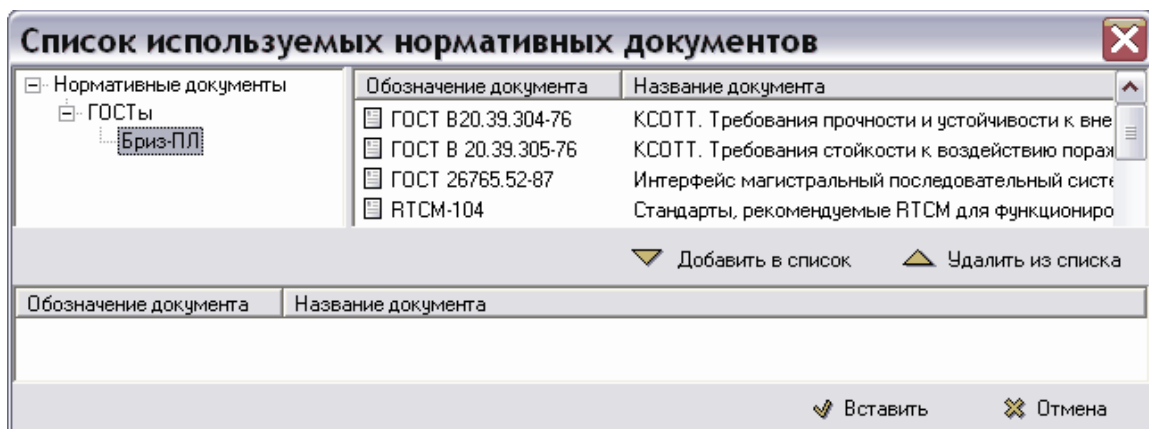 Список используемых нормативных документов
Нормативные документы
ГОСТы
Бриз-ПЛ
Обозначение документа Название документа
ГОСТ В20.39.304-76 КСОТТ. Требования прочности и устойчивости к вне
ГОСТ В 20.39.305-76 КСОТТ. Требования стойкости к воздействию пораж
ГОСТ 26765.52-87 Интерфейс магистральный последовательный систе
RTCM-104 Стандарты, рекомендуемые RTCM для функциониро
Добавить в список Удалить из списка
Обозначение документа Название документа
Вставить Отмена